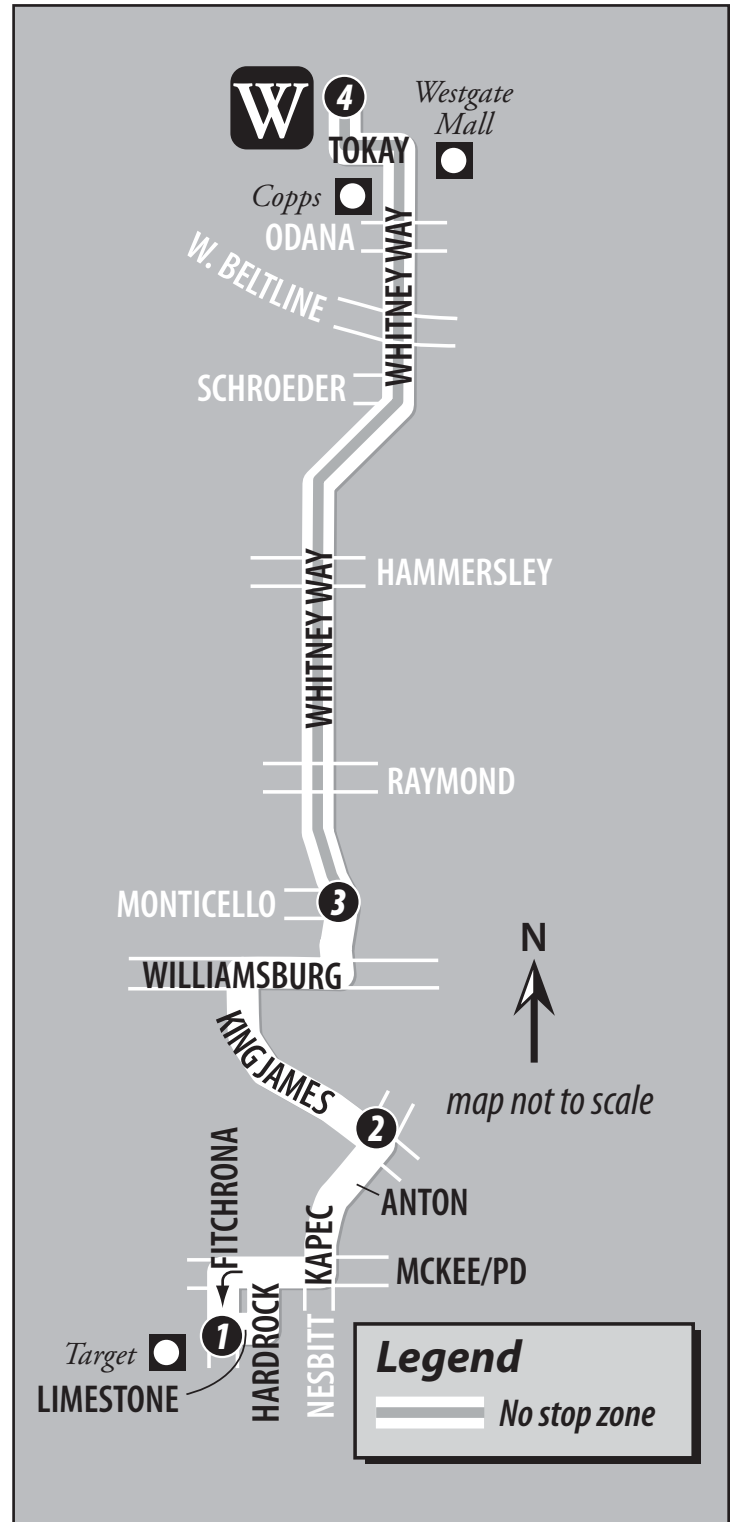 W
4
Westgate
Mall
TOKAY
Copps
ODANA
WHITNEY WAY
W. BELTLINE
SCHROEDER
HAMMERSLEY
WHITNEY WAY
RAYMOND
MONTICELLO
3
WILLIAMSBURG
N
KING JAMES
map not to scale
2
FITCHRONA
ANTON
KAPEC
MCKEE/PD
1
HARDROCK
NESBITT
Target
LIMESTONE
Legend
No stop zone